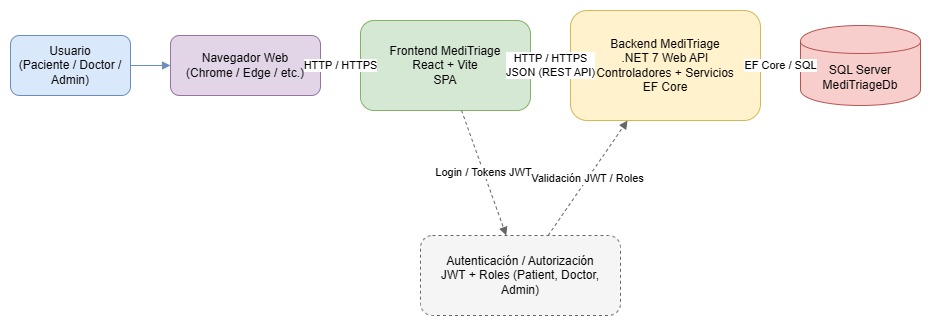 Usuario
(Paciente / Doctor /
Admin)
Navegador Web
(Chrome / Edge / etc.)
HTTP / HTTPS
Frontend MediTriage
React + Vite
SPA
HTTP / HTTPS
JSON (REST API)
Backend MediTriage
.NET 7 Web API
Controladores + Servicios
EF Core
EF Core / SQL
SQL Server
MediTriageDb
Login / Tokens JWT
Validación JWT / Roles
Autenticación / Autorización
JWT + Roles (Patient, Doctor,
Admin)